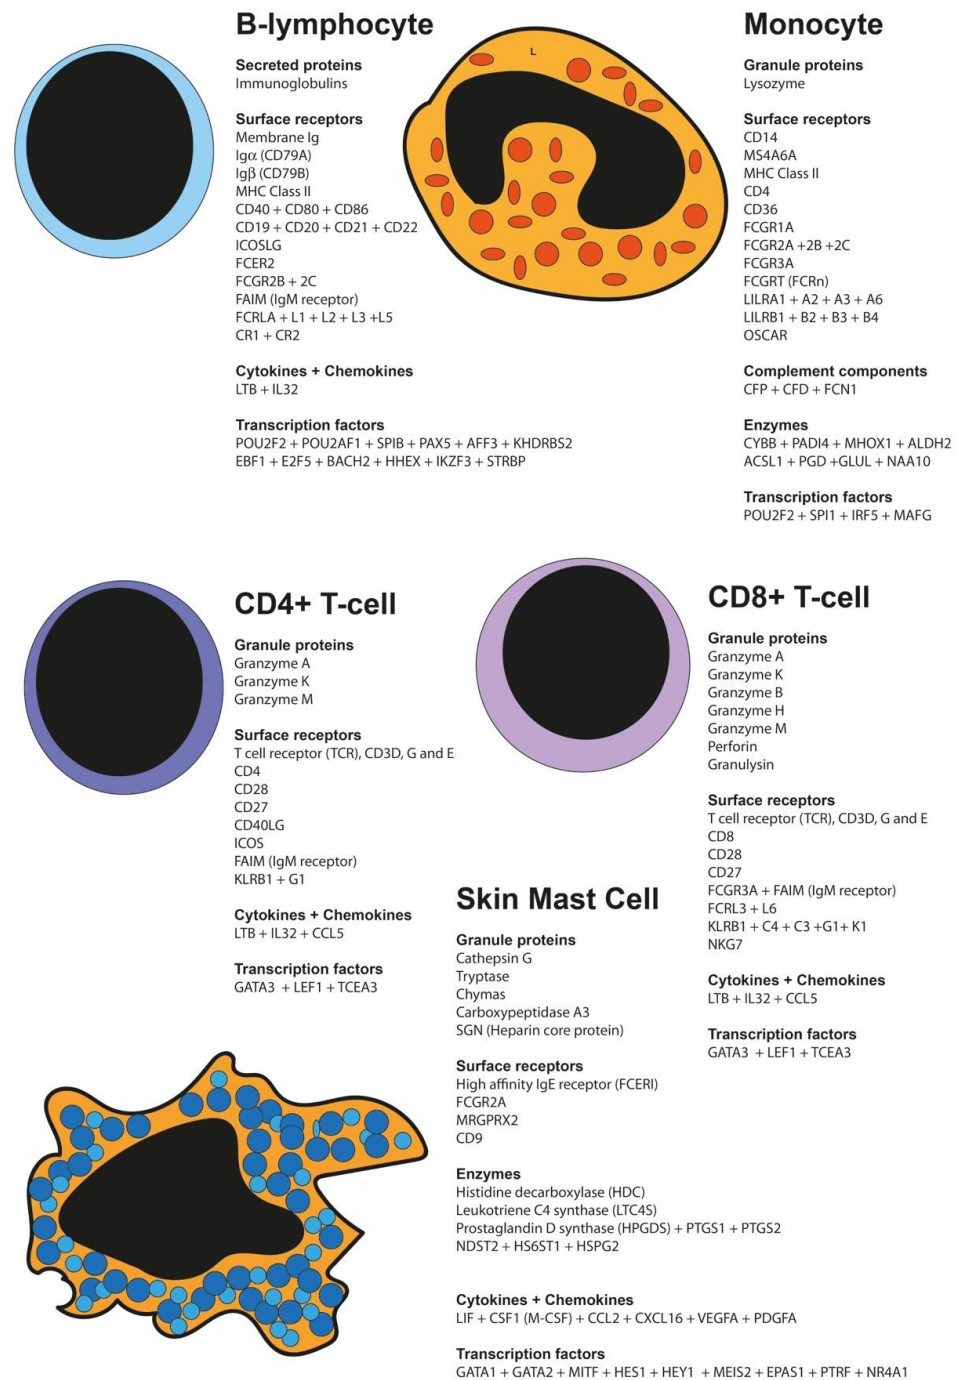 B-lymphocyte
Secreted proteins
Immunoglobulins
Surface receptors
Membrane Ig
Igα (CD79A)
Igβ (CD79B)
MHC Class II
CD40 + CD80 + CD86
CD19 + CD20 + CD21 + CD22
ICOSLG
FCER2
FCGR2B + 2C
FAIM (IgM receptor)
FCRLA + L1 + L2 + L3 +L5
CR1 + CR2
Cytokines + Chemokines
LTB + IL32
Transcription factors
POU2F2 + POU2AF1 + SPIB + PAX5 + AFF3 + KHDRBS2
EBF1 + E2F5 + BACH2 + HHEX + IKZF3 + STRBP
L
Monocyte
Granule proteins
Lysozyme
Surface receptors
CD14
MS4A6A
MHC Class II
CD4
CD36
FCGR1A
FCGR2A +2B +2C
FCGR3A
FCGRT (FCRn)
LILRA1 + A2 + A3 + A6
LILRB1 + B2 + B3 + B4
OSCAR
Complement components
CFP + CFD + FCN1
Enzymes
CYBB + PADI4 + MHOX1 + ALDH2
ACSL1 + PGD +GLUL + NAA10
Transcription factors
POU2F2 + SPI1 + IRF5 + MAFG
CD4+ T-cell
Granule proteins
Granzyme A
Granzyme K
Granzyme M
Surface receptors
T cell receptor (TCR), CD3D, G and E
CD4
CD28
CD27
CD40LG
ICOS
FAIM (IgM receptor)
KLRB1 + G1
Cytokines + Chemokines
LTB + IL32 + CCL5
Transcription factors
GATA3 + LEF1 + TCEA3
CD8+ T-cell
Granule proteins
Granzyme A
Granzyme K
Granzyme B
Granzyme H
Granzyme M
Perforin
Granulysin
Surface receptors
T cell receptor (TCR), CD3D, G and E
CD8
CD28
CD27
FCGR3A + FAIM (IgM receptor)
FCRL3 + L6
KLRB1 + C4 + C3 +G1+ K1
NKG7
Cytokines + Chemokines
LTB + IL32 + CCL5
Transcription factors
GATA3 + LEF1 + TCEA3
Skin Mast Cell
Granule proteins
Cathepsin G
Tryptase
Chymas
Carboxypeptidase A3
SGN (Heparin core protein)
Surface receptors
High affinity IgE receptor (FCERI)
FCGR2A
MRGPRX2
CD9
Enzymes
Histidine decarboxylase (HDC)
Leukotriene C4 synthase (LTC4S)
Prostaglandin D synthase (HPGDS) + PTGS1 + PTGS2
NDST2 + HS6ST1 + HSPG2
Cytokines + Chemokines
LIF + CSF1 (M-CSF) + CCL2 + CXCL16 + VEGFA + PDGFA
Transcription factors
GATA1 + GATA2 + MITF + HES1 + HEY1 + MEIS2 + EPAS1 + PTRF + NR4A1